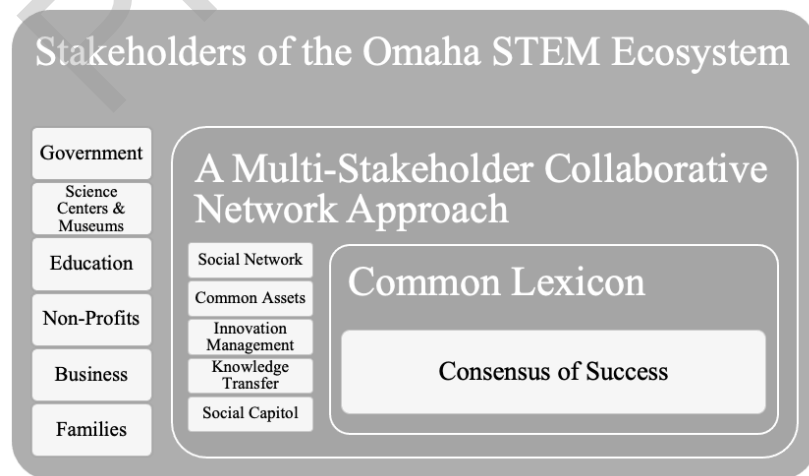 Stakeholders of the Omaha STEM Ecosystem
Government
Science
Centers &
Museums
Education
Non-Profits
Business
Families
A Multi-Stakeholder Collaborative
Network Approach
Social Network
Common Assets
Innovation
Management
Knowledge
Transfer
Social Capitol
Common Lexicon
Consensus of Success